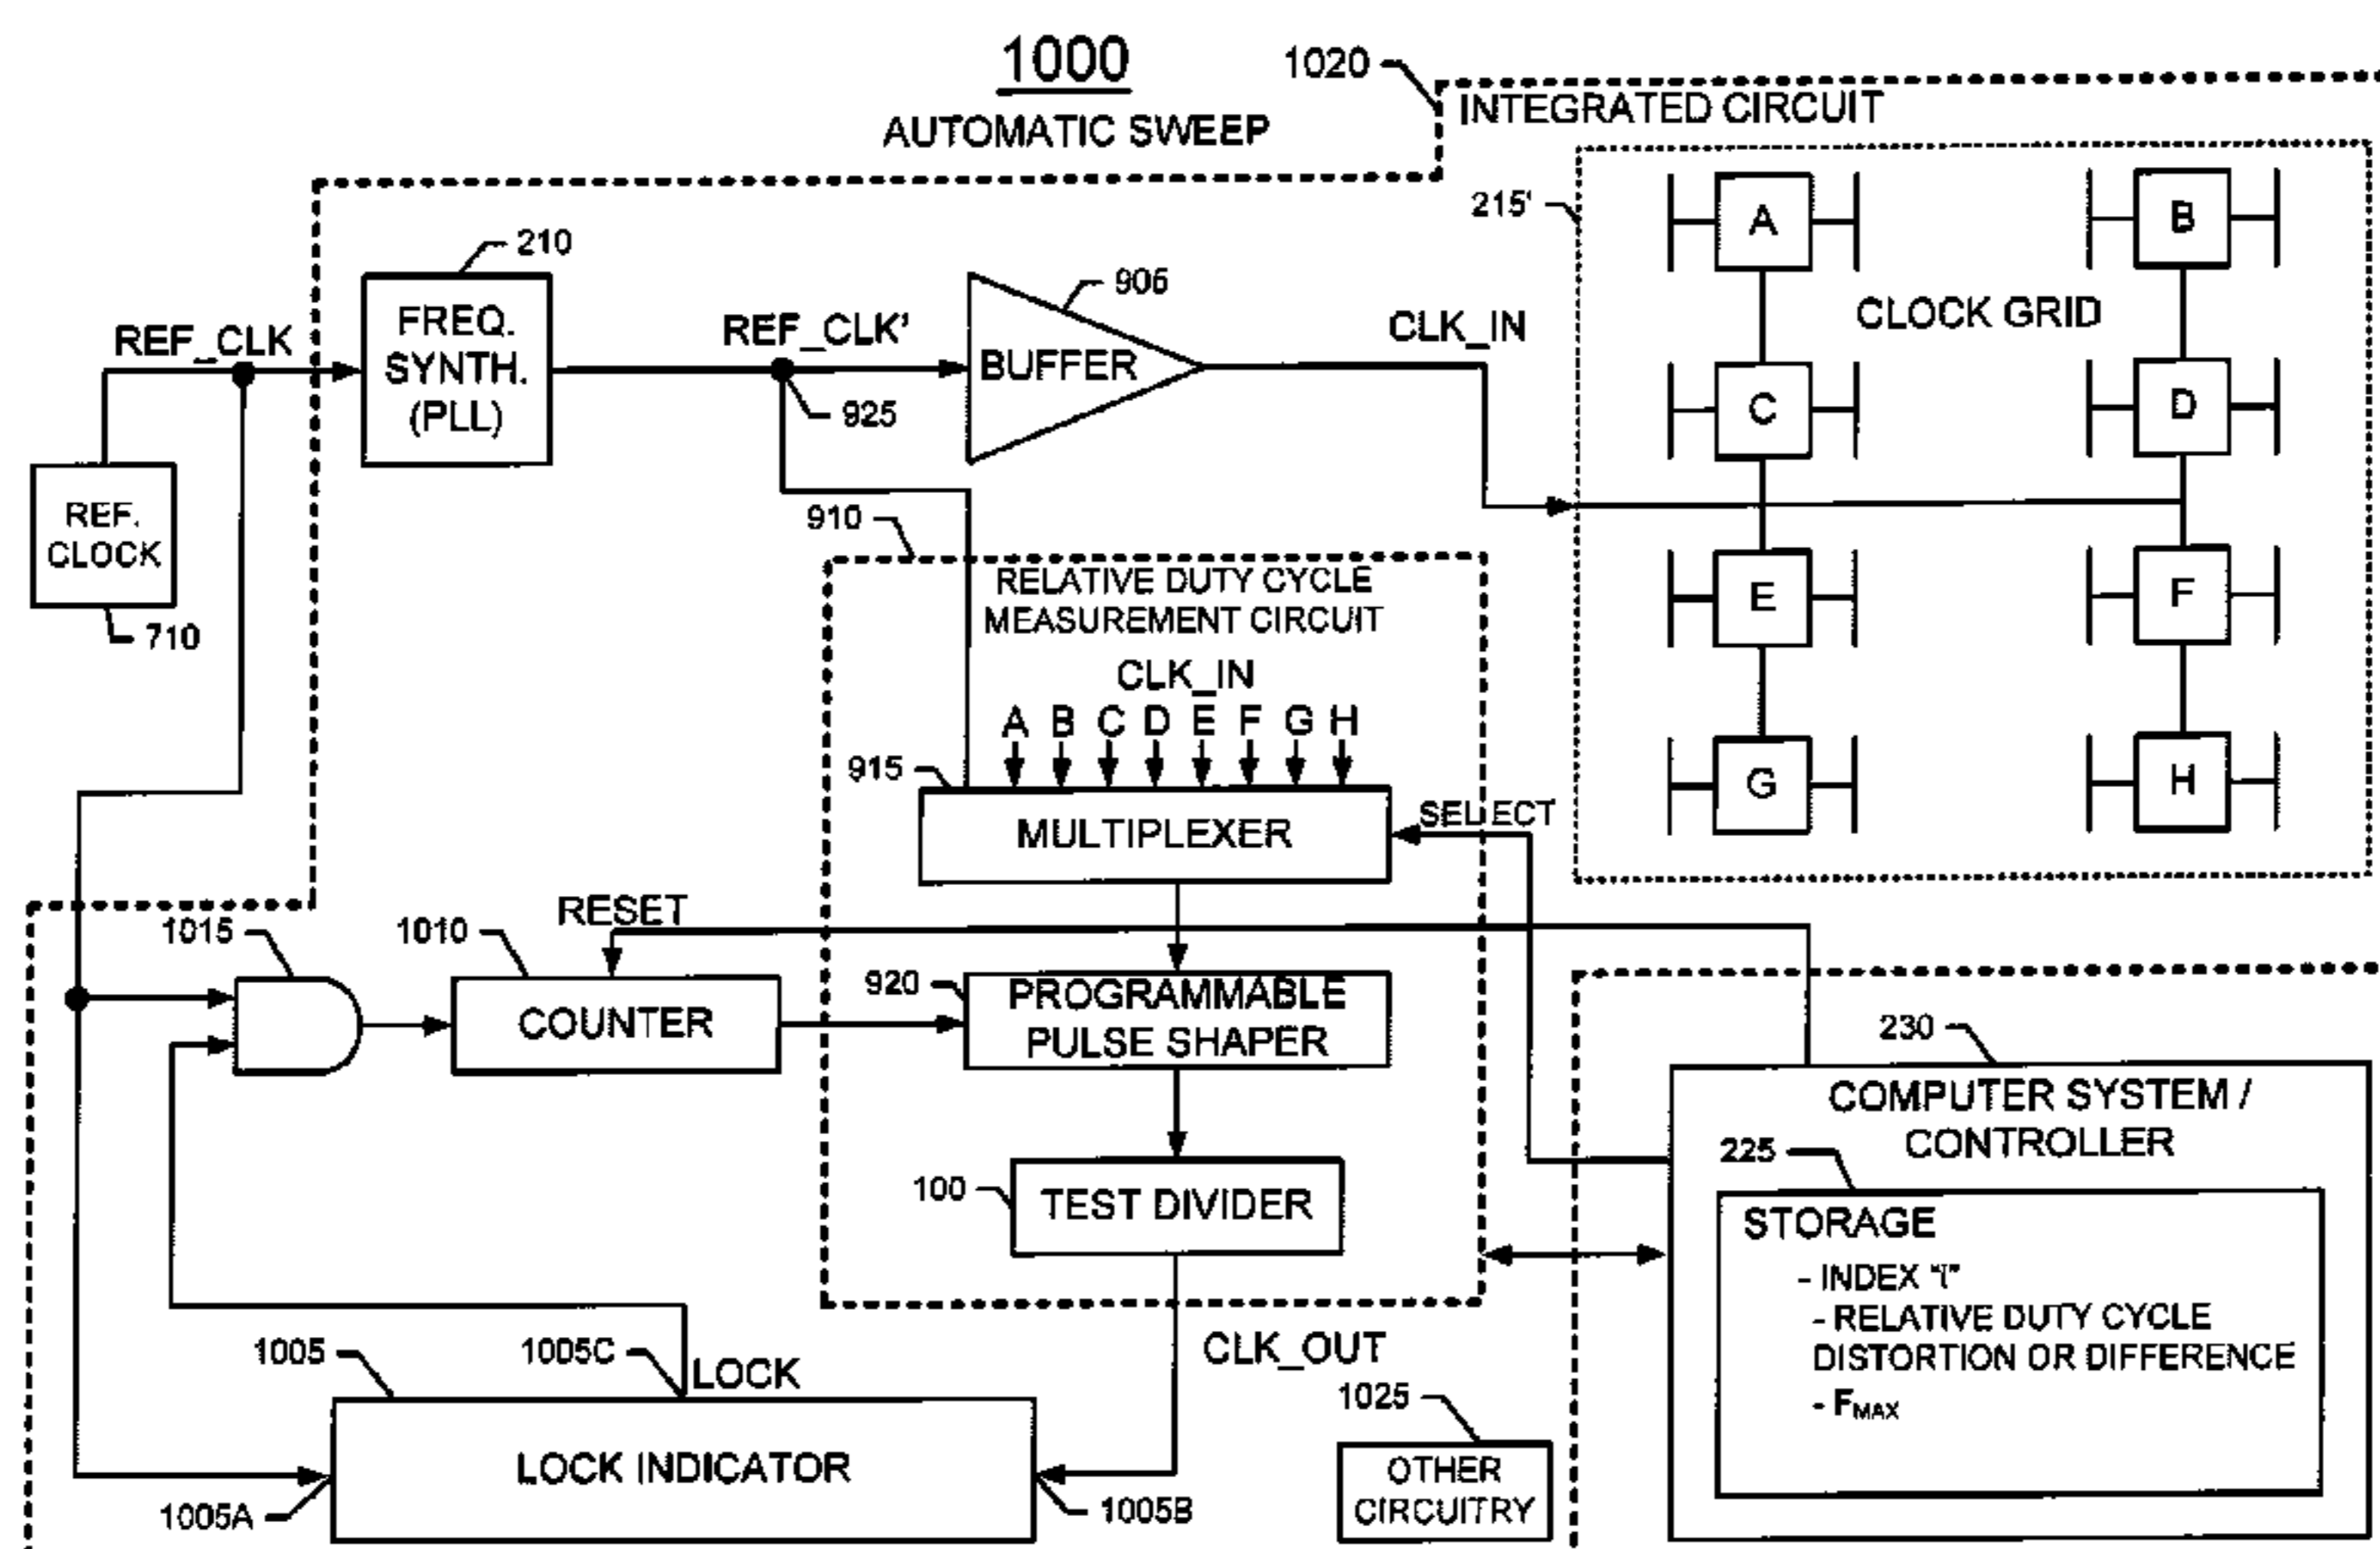 1000
AUTOMATIC SWEEP
1020
INTEGRATED CIRCUIT
215'
A
B
CLOCK GRID
C
D
E
F
G
H
210
FREQ.
SYNTH.
(PLL)
REF_CLK
REF_CLK'
925
906
BUFFER
CLK_IN
REF.
CLOCK
710
910
RELATIVE DUTY CYCLE
MEASUREMENT CIRCUIT
CLK_IN
A B C D E F G H
915
MULTIPLEXER
SELECT
RESET
1015
1010
COUNTER
920
PROGRAMMABLE
PULSE SHAPER
100
TEST DIVIDER
230
COMPUTER SYSTEM /
CONTROLLER
225
STORAGE
- INDEX "I"
- RELATIVE DUTY CYCLE
DISTORTION OR DIFFERENCE
- FMAX
CLK_OUT
1005
1005C
LOCK
LOCK INDICATOR
1005A
1005B
1025
OTHER
CIRCUITRY